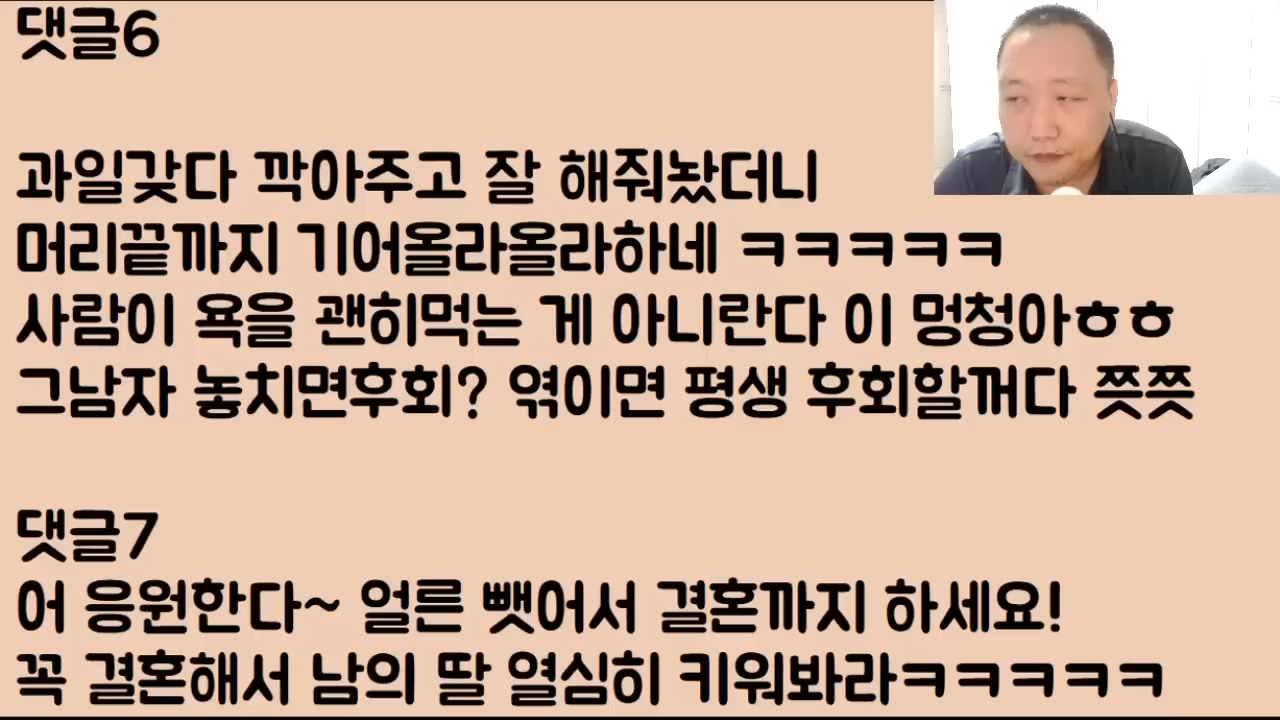 댓글6
과일갖다 깍아주고 잘 해줘놨더니
머리끝까지 기어올라올라하네 ㅋㅋㅋㅋㅋ
사람이 욕을 괜히먹는 게 아니란다 이 멍청아ㅎㅎ
그남자 놓치면후회? 엮이면 평생 후회할꺼다 쯧쯧
댓글7
어 응원한다~ 얼른 뺏어서 결혼까지 하세요!
꼭 결혼해서 남의 딸 열심히 키워봐라ㅋㅋㅋㅋㅋ